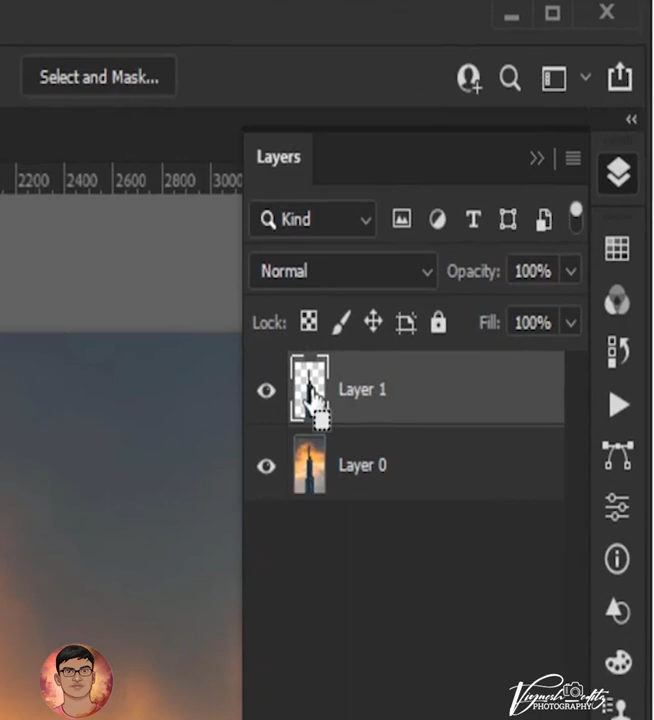 Select and Mask...
2200 2400 2600 2800 3000
Layers
Kind
T
Normal Opacity: 100%
Lock: Fill: 100%
Layer 1
Layer 0
PHOTOGRAPHY